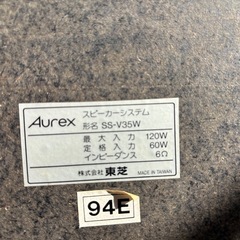 Aurex
スピーカーシステム
形名 SS-V35W
最大入力 120W
定格入力 60W
インピーダンス 6Ω
株式会社 東芝 MADE IN TAIWAN
94E